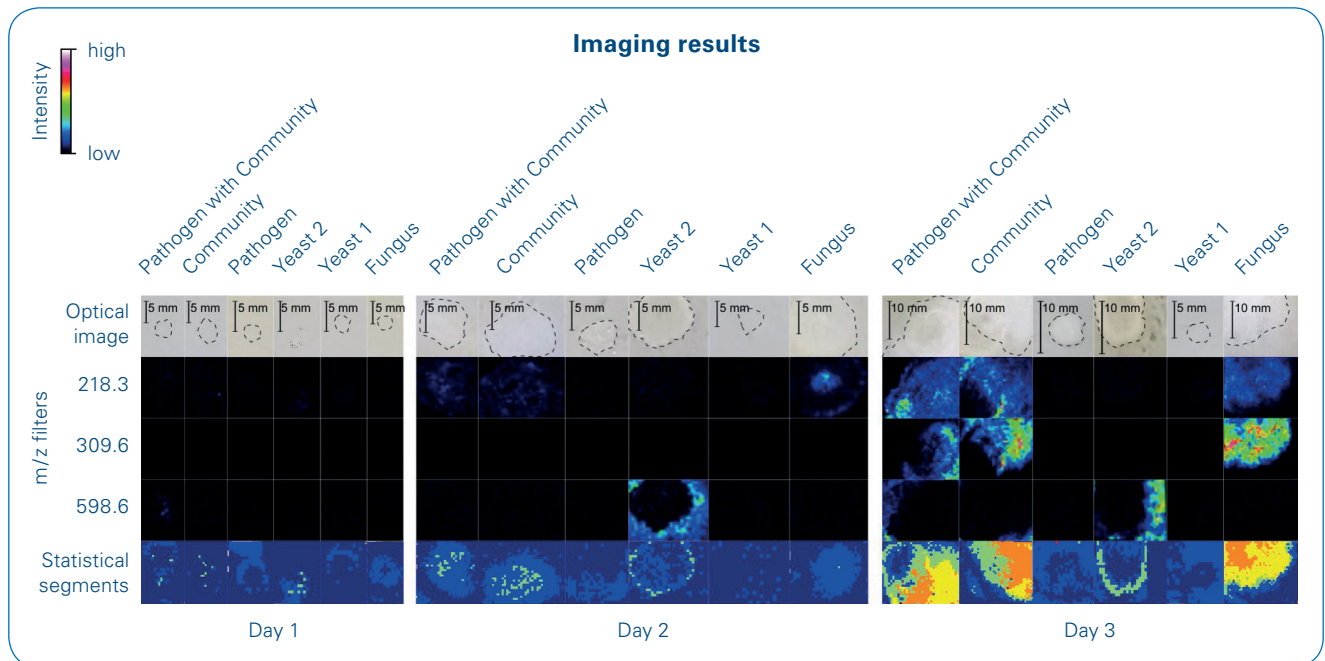 Imaging results
high
Intensity
low
Pathogen with Community
Community
Pathogen
Yeast 2
Yeast 1
Fungus
Pathogen with Community
Community
Pathogen
Yeast 2
Yeast 1
Fungus
Pathogen with Community
Community
Pathogen
Yeast 2
Yeast 1
Fungus
Optical
image
5 mm
5 mm
5 mm
5 mm
5 mm
5 mm
5 mm
5 mm
5 mm
5 mm
5 mm
5 mm
10 mm
10 mm
10 mm
10 mm
5 mm
10 mm
m/z filters
218.3
309.6
598.6
Statistical
segments
Day 1
Day 2
Day 3